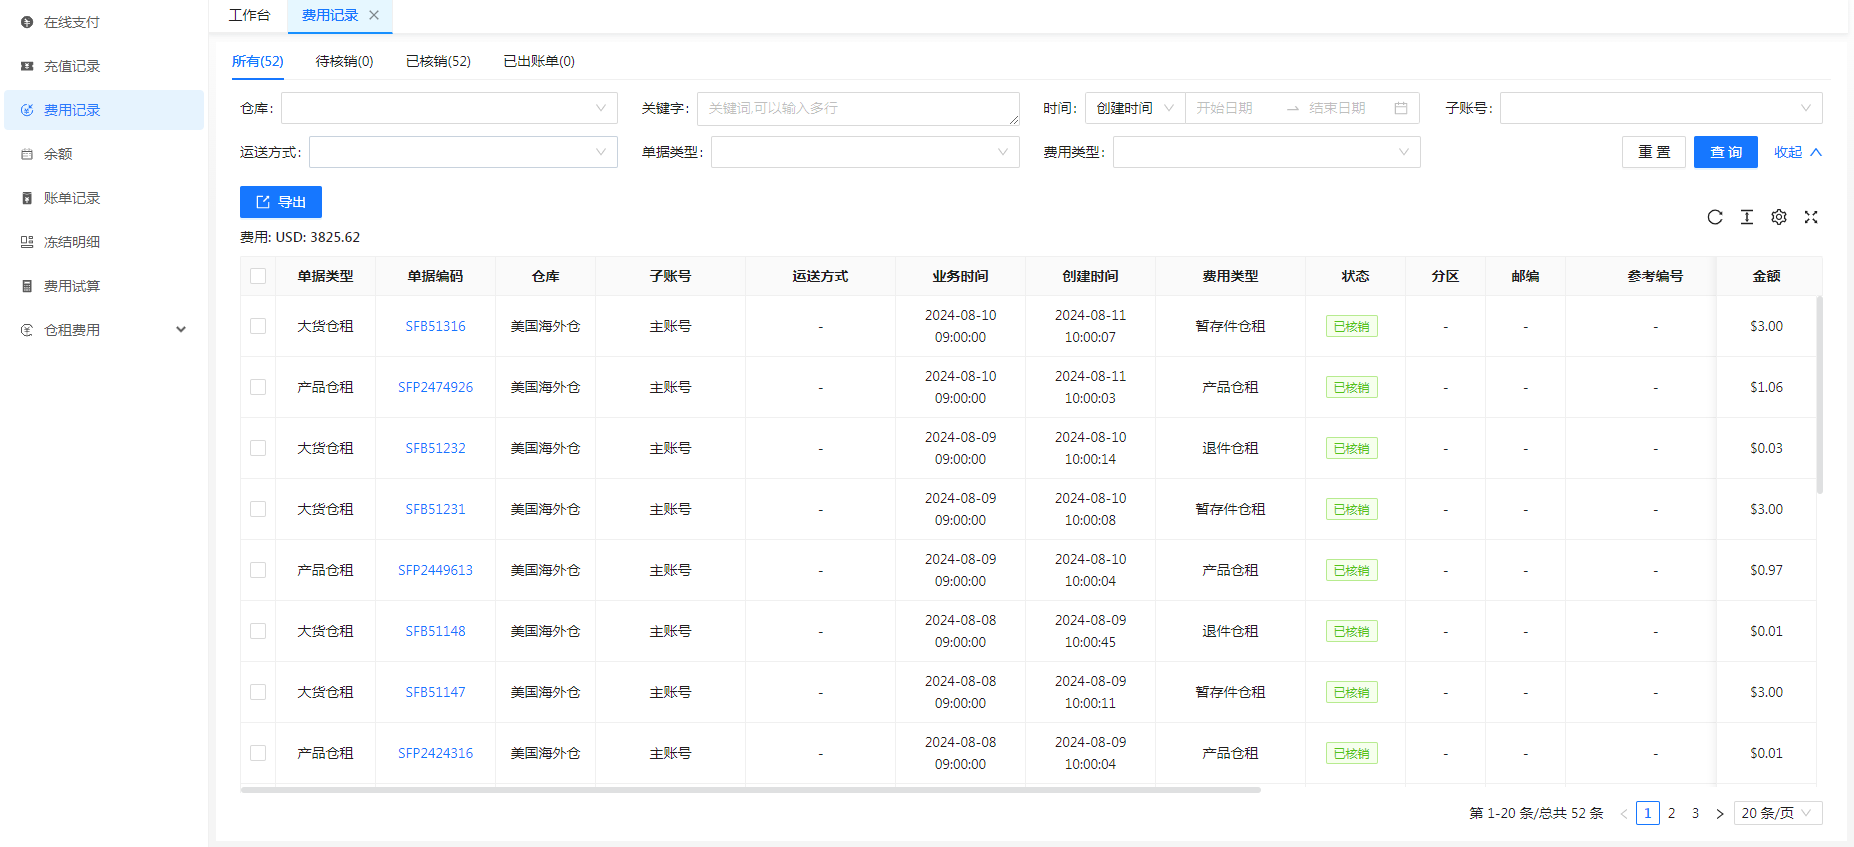 在线支付
充值记录
费用记录
余额
账单记录
冻结明细
费用试算
仓租费用
工作台 费用记录
所有(52) 待核销(0) 已核销(52) 已出账单(0)
仓库: 关键字: 关键词,可以输入多行 时间: 创建时间 开始日期 → 结束日期 子账号:
运送方式: 单据类型: 费用类型: 重 置 查 询 收起
导出
费用: USD: 3825.62
单据类型 单据编码 仓库 子账号 运送方式 业务时间 创建时间 费用类型 状态 分区 邮编 参考编号 金额
大货仓租 SFB51316 美国海外仓 主账号 - 2024-08-10 09:00:00 2024-08-11 10:00:07 暂存件仓租 已核销 - - - $3.00
产品仓租 SFP2474926 美国海外仓 主账号 - 2024-08-10 09:00:00 2024-08-11 10:00:03 产品仓租 已核销 - - - $1.06
大货仓租 SFB51232 美国海外仓 主账号 - 2024-08-09 09:00:00 2024-08-10 10:00:14 退件仓租 已核销 - - - $0.03
大货仓租 SFB51231 美国海外仓 主账号 - 2024-08-09 09:00:00 2024-08-10 10:00:08 暂存件仓租 已核销 - - - $3.00
产品仓租 SFP2449613 美国海外仓 主账号 - 2024-08-09 09:00:00 2024-08-10 10:00:04 产品仓租 已核销 - - - $0.97
大货仓租 SFB51148 美国海外仓 主账号 - 2024-08-08 09:00:00 2024-08-09 10:00:45 退件仓租 已核销 - - - $0.01
大货仓租 SFB51147 美国海外仓 主账号 - 2024-08-08 09:00:00 2024-08-09 10:00:11 暂存件仓租 已核销 - - - $3.00
产品仓租 SFP2424316 美国海外仓 主账号 - 2024-08-08 09:00:00 2024-08-09 10:00:04 产品仓租 已核销 - - - $0.01
第 1-20 条/总共 52 条 < 1 2 3 > 20 条/页